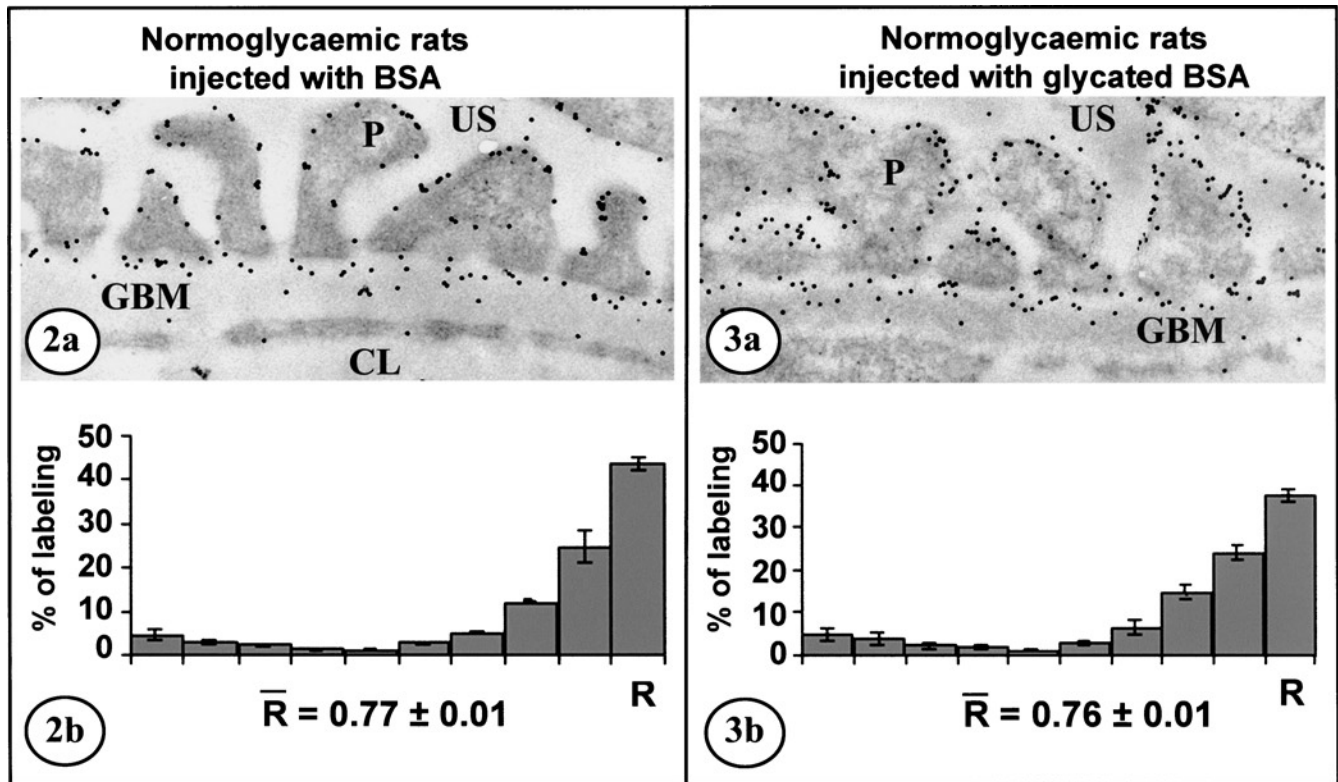 Normoglycaemic rats
injected with BSA
P
US
GBM
2a
CL
50
40
30
20
10
0
% of labeling
R
R̅ = 0.77 ± 0.01
2b
Normoglycaemic rats
injected with glycated BSA
US
P
GBM
3a
50
40
30
20
10
0
% of labeling
R
R̅ = 0.76 ± 0.01
3b